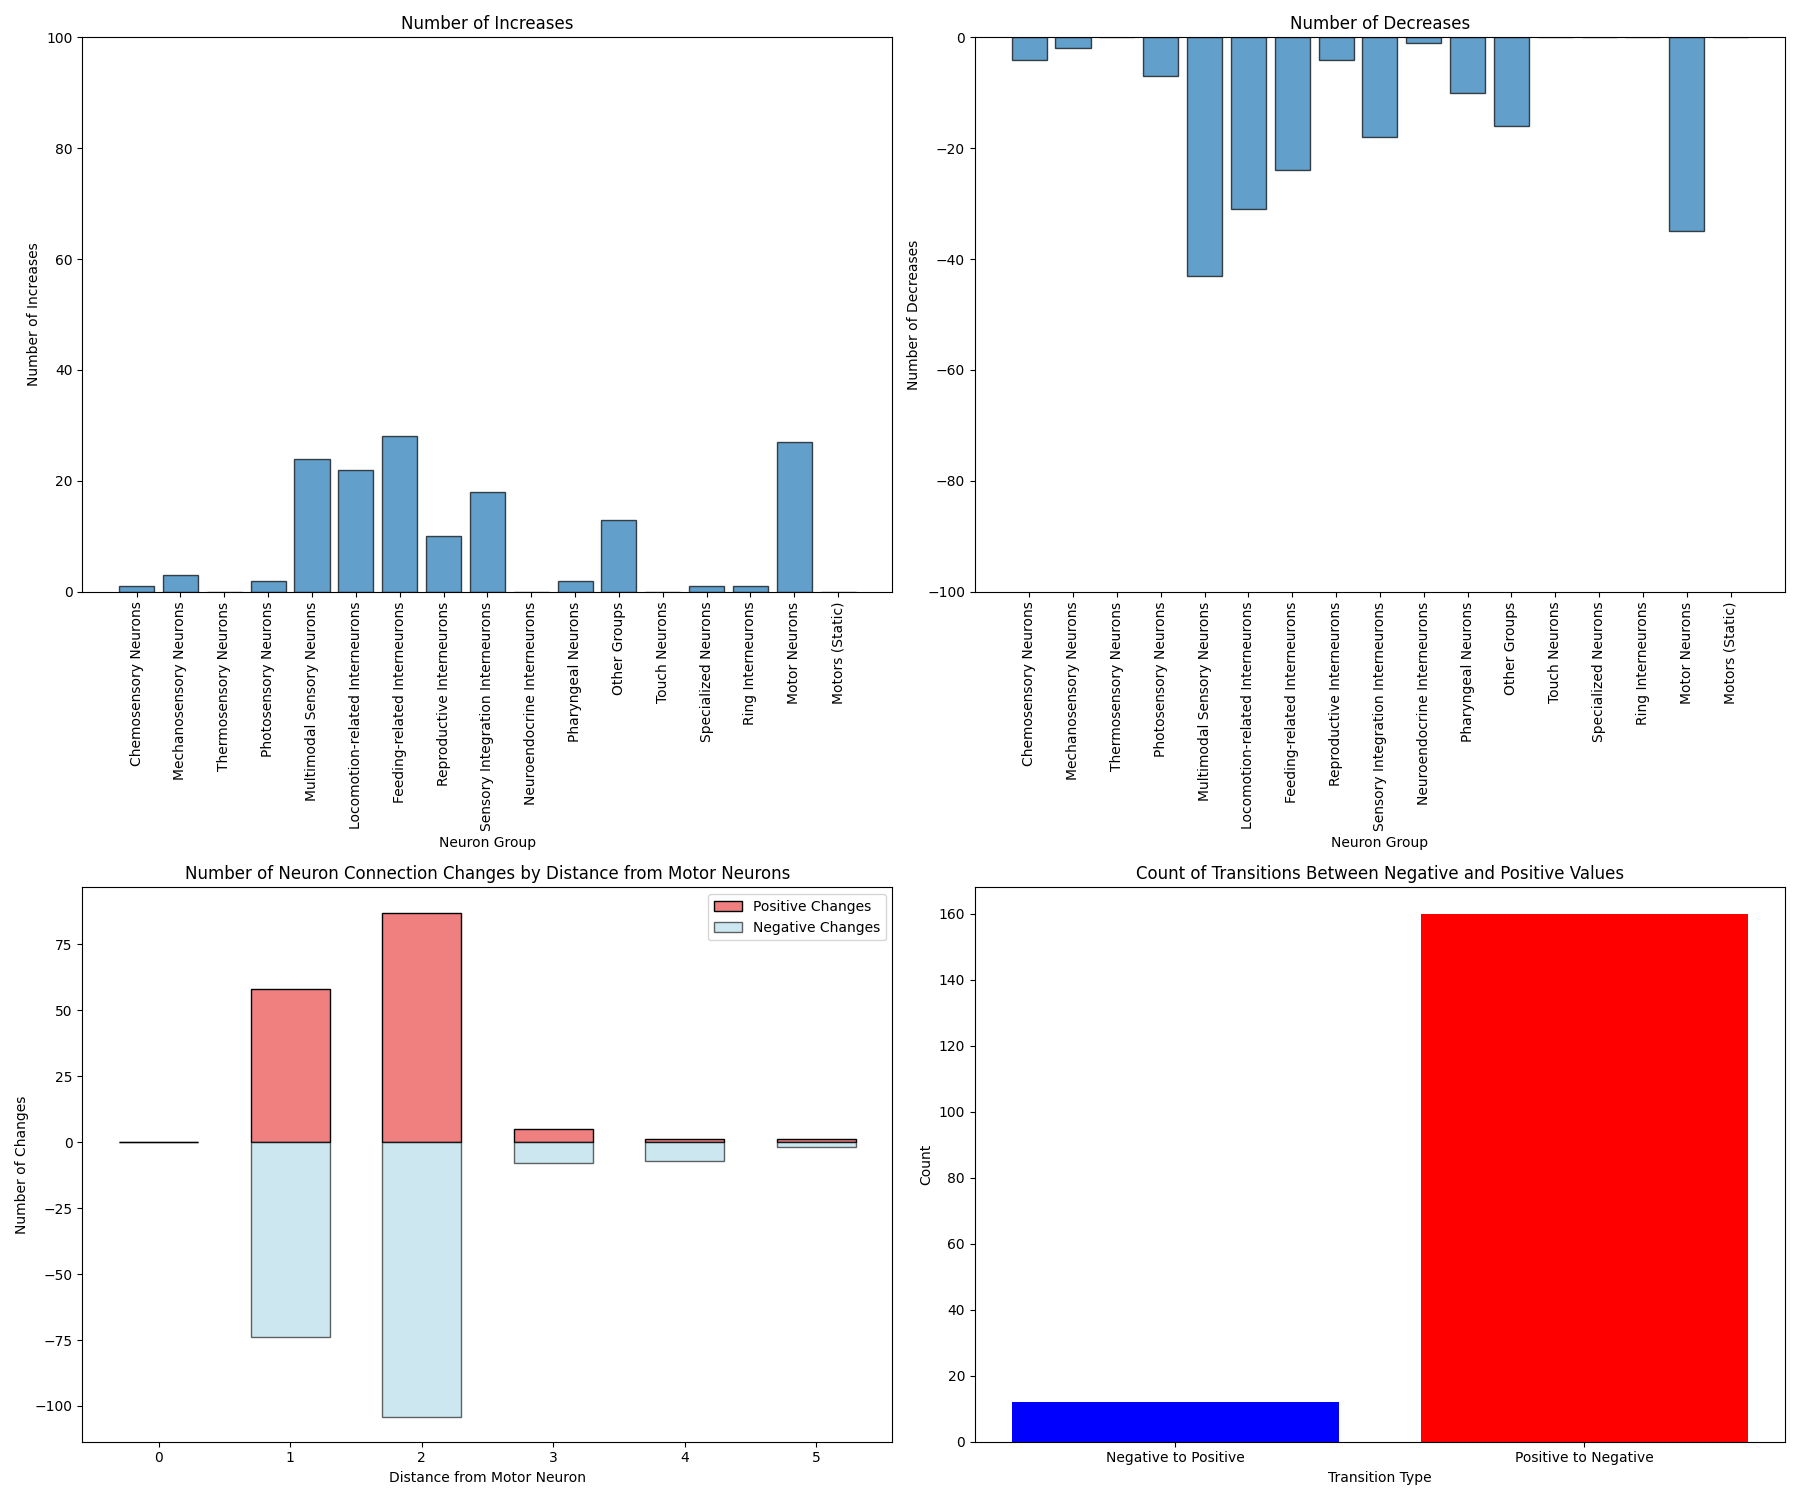 Number of Increases
100
80
60
40
20
0
Number of Increases
Chemosensory Neurons
Mechanosensory Neurons
Thermosensory Neurons
Photosensory Neurons
Multimodal Sensory Neurons
Locomotion-related Interneurons
Feeding-related Interneurons
Reproductive Interneurons
Sensory Integration Interneurons
Neuroendocrine Interneurons
Pharyngeal Neurons
Other Groups
Touch Neurons
Specialized Neurons
Ring Interneurons
Motor Neurons
Motors (Static)
Neuron Group
Number of Decreases
0
−20
−40
−60
−80
−100
Number of Decreases
Chemosensory Neurons
Mechanosensory Neurons
Thermosensory Neurons
Photosensory Neurons
Multimodal Sensory Neurons
Locomotion-related Interneurons
Feeding-related Interneurons
Reproductive Interneurons
Sensory Integration Interneurons
Neuroendocrine Interneurons
Pharyngeal Neurons
Other Groups
Touch Neurons
Specialized Neurons
Ring Interneurons
Motor Neurons
Motors (Static)
Neuron Group
Number of Neuron Connection Changes by Distance from Motor Neurons
Positive Changes
Negative Changes
75
50
25
0
−25
−50
−75
−100
Number of Changes
0 1 2 3 4 5
Distance from Motor Neuron
Count of Transitions Between Negative and Positive Values
160
140
120
100
80
60
40
20
0
Count
Negative to Positive Positive to Negative
Transition Type